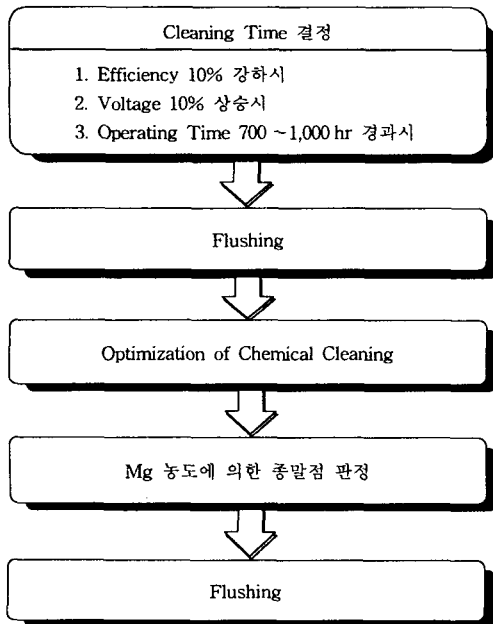 Cleaning Time 결정
1. Efficiency 10% 강하시
2. Voltage 10% 상승시
3. Operating Time 700 ~1,000 hr 경과시
Flushing
Optimization of Chemical Cleaning
Mg 농도에 의한 종말점 판정
Flushing